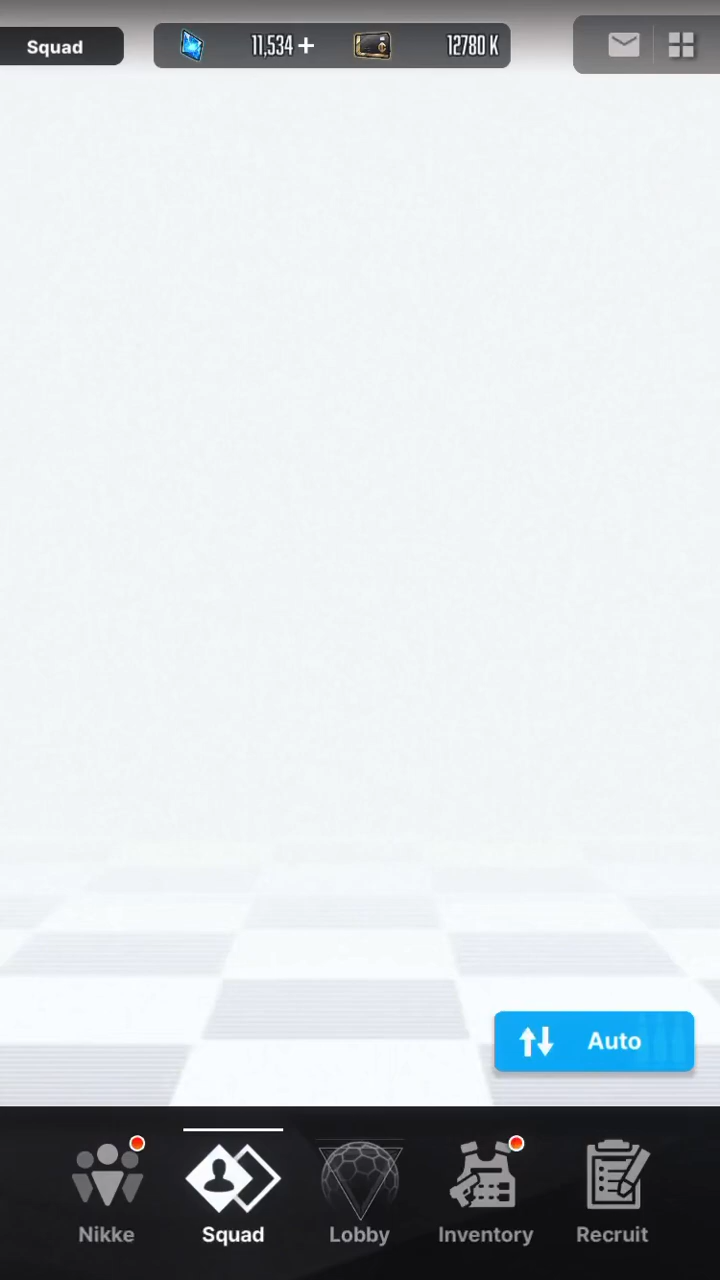 Squad
11,534 +
12780 K
Auto
Nikke
Squad
Lobby
Inventory
Recruit